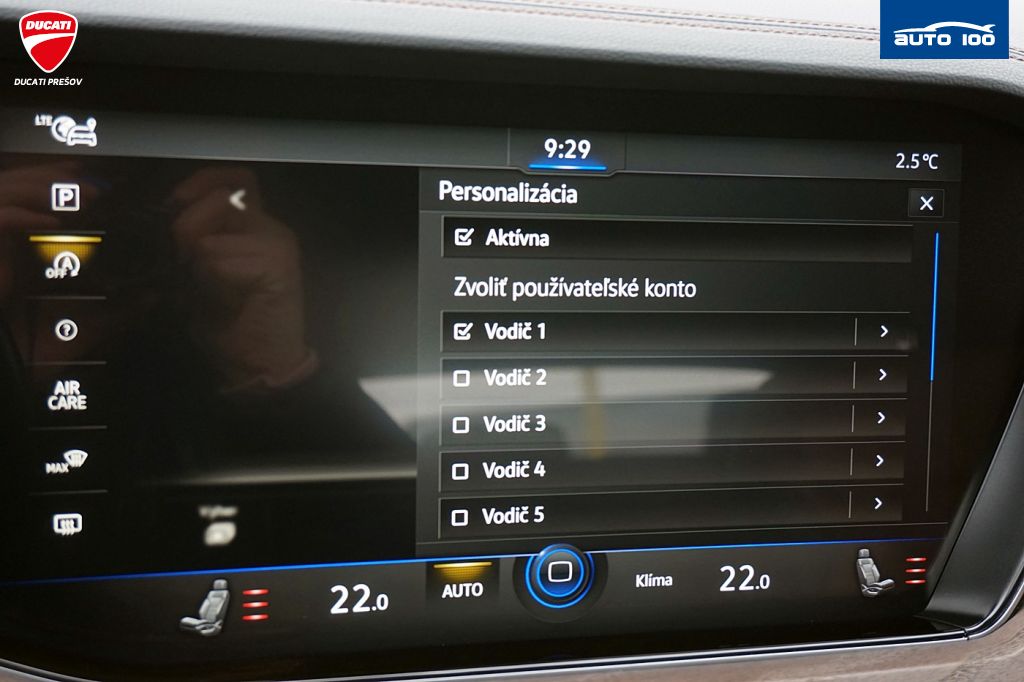 DUCATI
DUCATI PREŠOV
AUTO 100
LTE
9:29
2.5°C
P
Personalizácia
Aktívna
OFF A
Zvoliť používateľské konto
?
Vodič 1
Vodič 2
AIR
CARE
Vodič 3
MAX
Vodič 4
Vodič 5
22.0
AUTO
Klíma
22.0